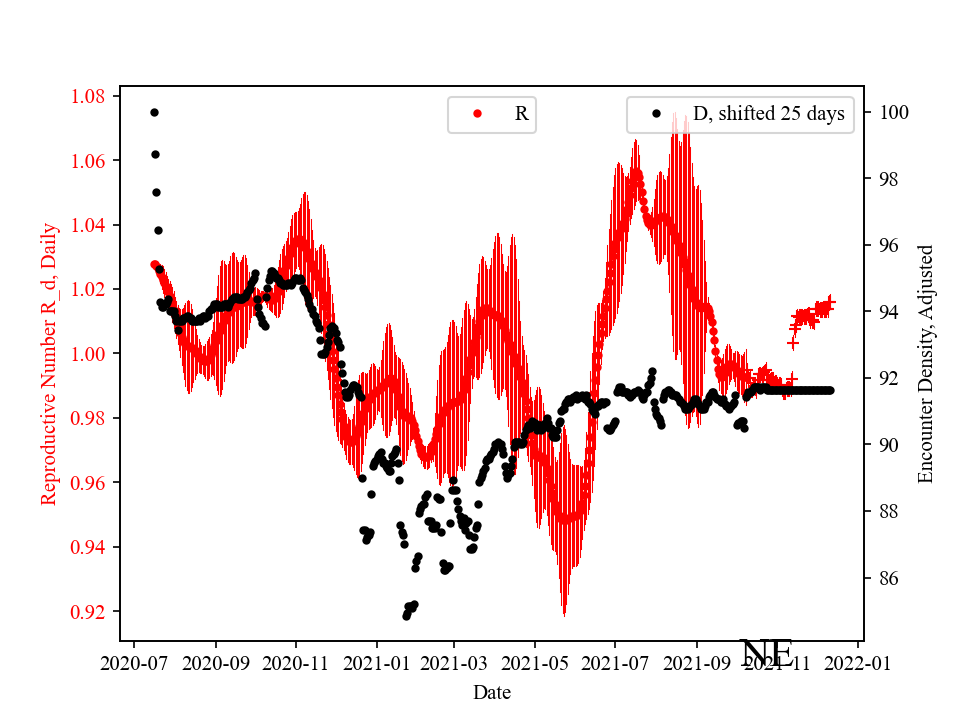 R
D, shifted 25 days
1.08
1.06
1.04
1.02
1.00
0.98
0.96
0.94
0.92
Reproductive Number R_d, Daily
100
98
96
94
92
90
88
86
Encounter Density, Adjusted
2020-07 2020-09 2020-11 2021-01 2021-03 2021-05 2021-07 2021-09 2021-11 2022-01
NE
Date